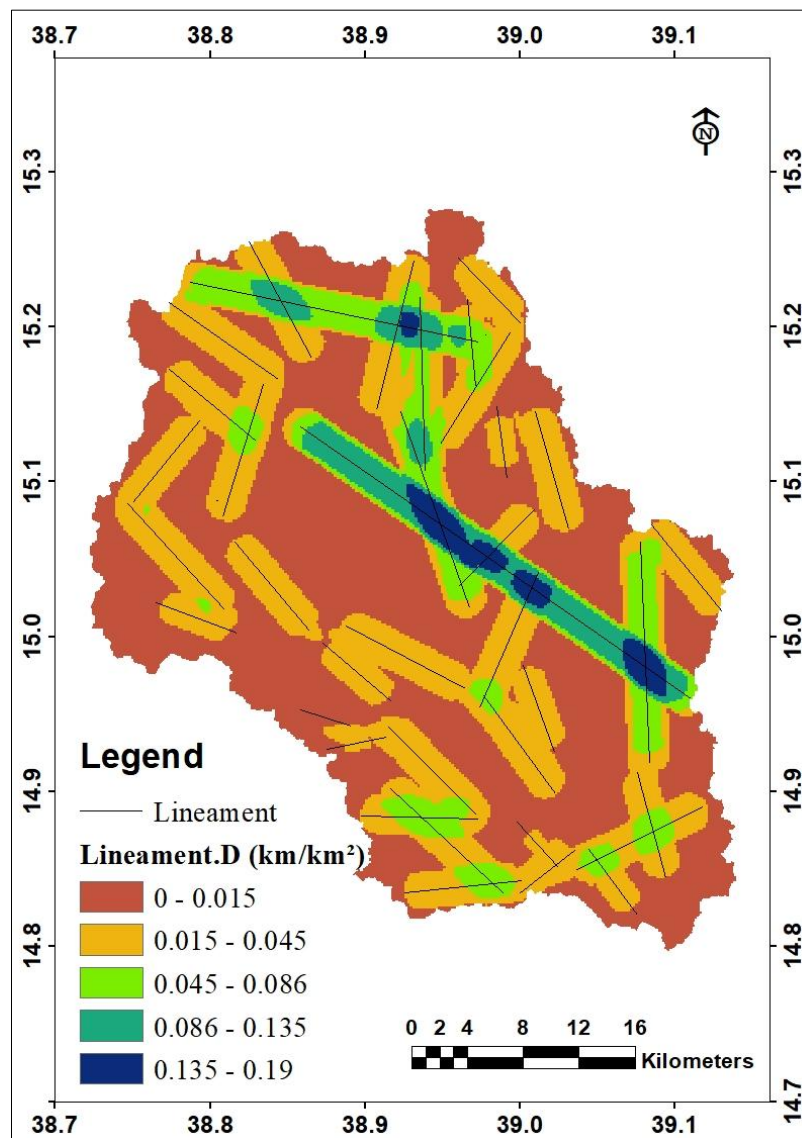 38.7 38.8 38.9 39.0 39.1
N
15.3 15.3
15.2 15.2
15.1 15.1
15.0 15.0
14.9 14.9
14.8 14.8
14.7
Legend
Lineament
Lineament.D (km/km²)
0 - 0.015
0.015 - 0.045
0.045 - 0.086
0.086 - 0.135
0.135 - 0.19
0 2 4 8 12 16
Kilometers
38.7 38.8 38.9 39.0 39.1